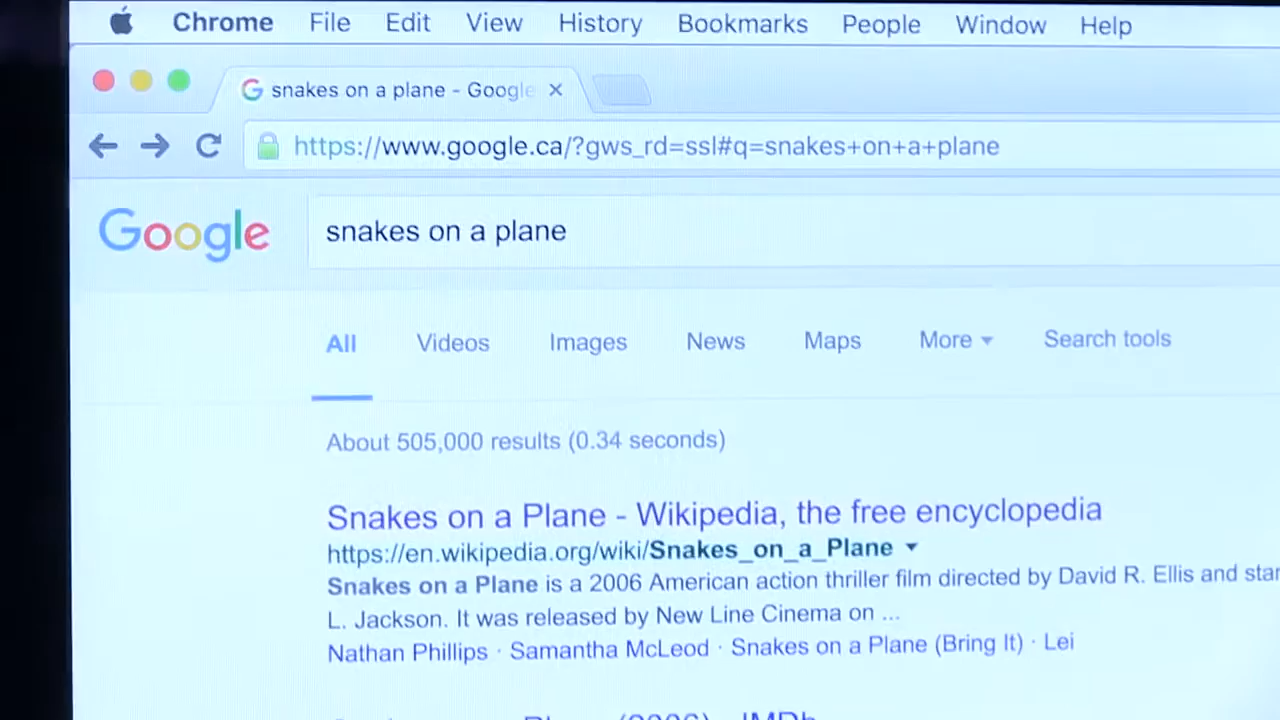 Chrome File Edit View History Bookmarks People Window Help
snakes on a plane - Google
https://www.google.ca/?gws_rd=ssl#q=snakes+on+a+plane
Google snakes on a plane
All Videos Images News Maps More Search tools
About 505,000 results (0.34 seconds)
Snakes on a Plane - Wikipedia, the free encyclopedia
https://en.wikipedia.org/wiki/Snakes_on_a_Plane
Snakes on a Plane is a 2006 American action thriller film directed by David R. Ellis and star
L. Jackson. It was released by New Line Cinema on ...
Nathan Phillips · Samantha McLeod · Snakes on a Plane (Bring It) · Lei